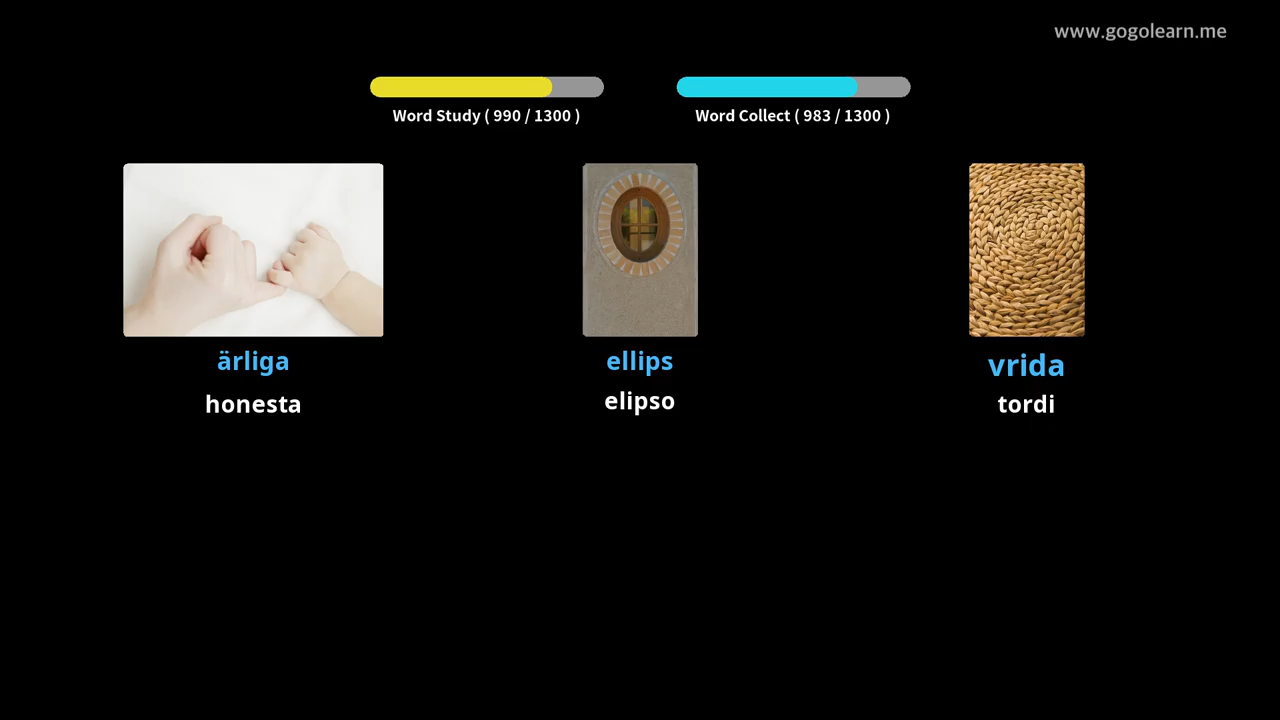 www.gogolearn.me
Word Study ( 990 / 1300 )
Word Collect ( 983 / 1300 )
ärliga
honesta
ellips
elipso
vrida
tordi